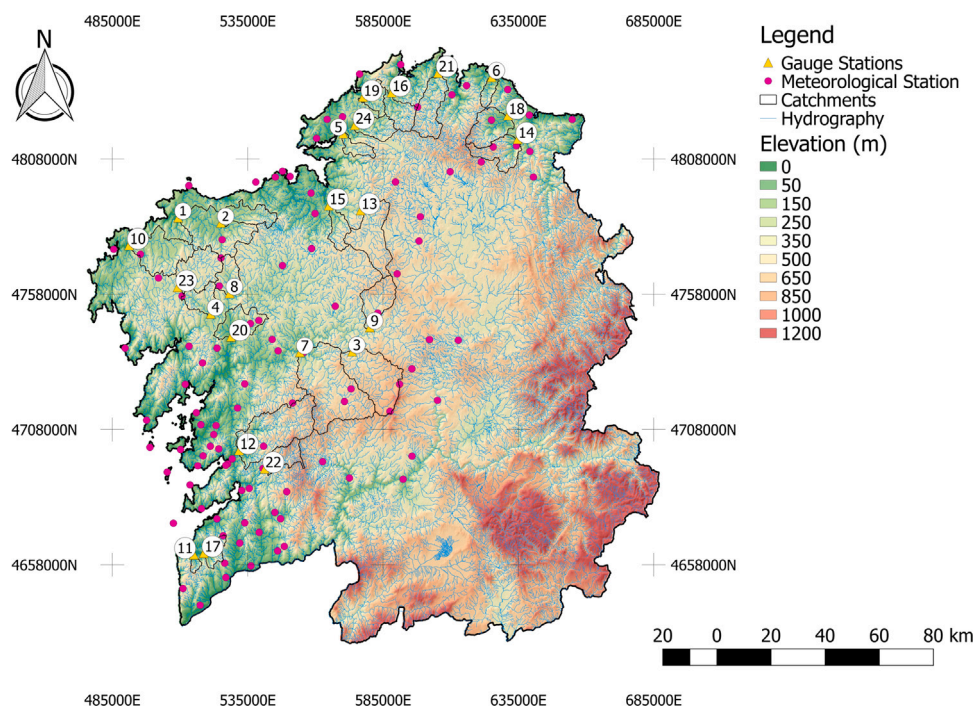 485000E 535000E 585000E 635000E 685000E
N
Legend
Gauge Stations
Meteorological Station
Catchments
Hydrography
Elevation (m)
0
50
150
250
350
500
650
850
1000
1200
21
6
19
16
18
5
24
14
4808000N 4808000N
15
13
1
2
10
23
8
4758000N 4758000N
4
9
20
7
3
4708000N 4708000N
12
22
11
17
4658000N 4658000N
20 0 20 40 60 80 km
485000E 535000E 585000E 635000E 685000E